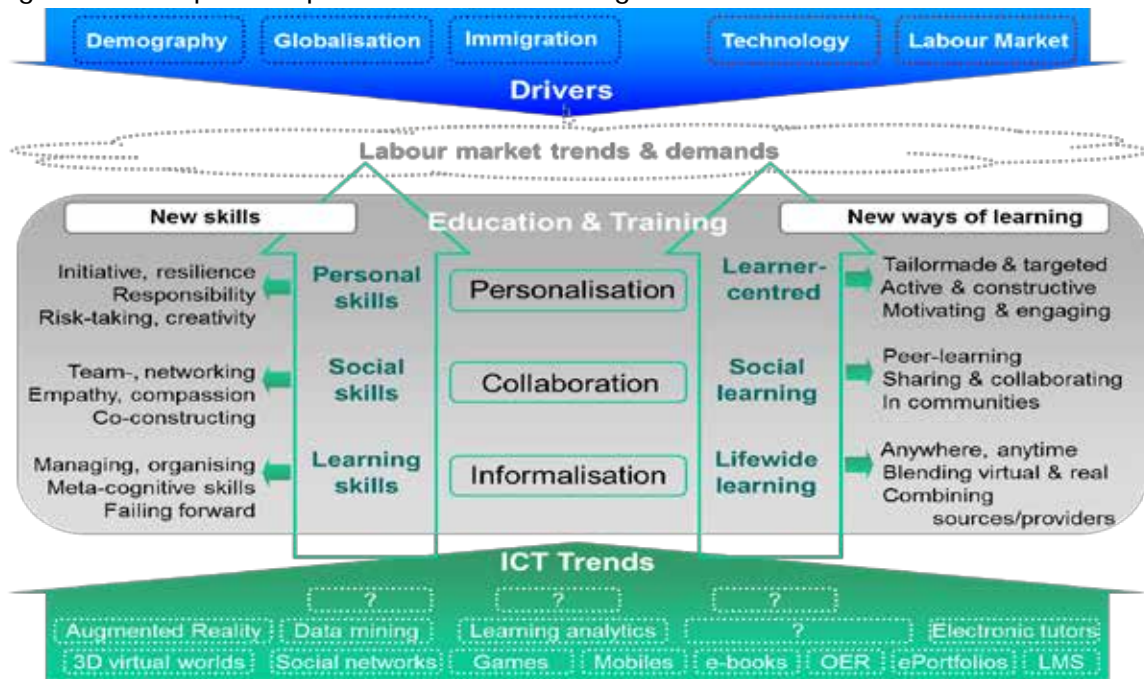 Demography Globalisation Immigration Technology Labour Market
Drivers
Labour market trends & demands
New skills
Education & Training
New ways of learning
Initiative, resilience
Responsibility
Risk-taking, creativity
Personal
skills
Personalisation
Learner-
centred
Tailormade & targeted
Active & constructive
Motivating & engaging
Team-, networking
Empathy, compassion
Co-constructing
Social
skills
Collaboration
Social
learning
Peer-learning
Sharing & collaborating
In communities
Managing, organising
Meta-cognitive skills
Failing forward
Learning
skills
Informalisation
Lifewide
learning
Anywhere, anytime
Blending virtual & real
Combining
sources/providers
ICT Trends
? ? ?
Augmented Reality Data mining Learning analytics ? Electronic tutors
3D virtual worlds Social networks Games Mobiles e-books OER ePortfolios LMS